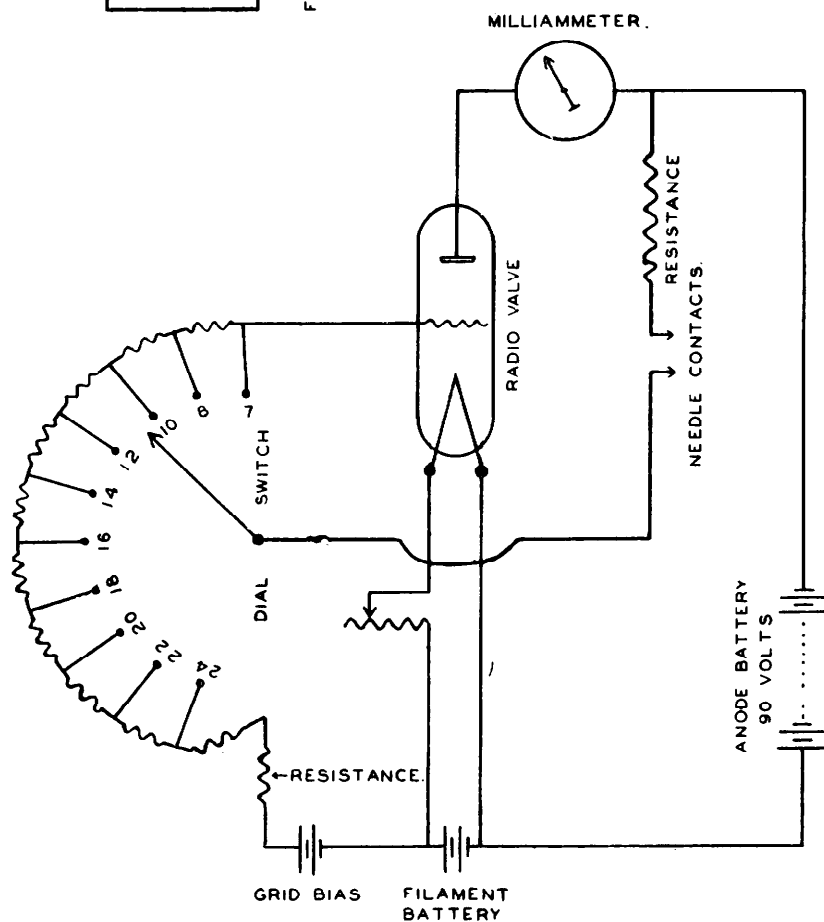 F
MILLIAMMETER.
RESISTANCE
RADIO VALVE
NEEDLE CONTACTS.
7
8
10
12
14
16
18
20
22
24
SWITCH
DIAL
ANODE BATTERY
90 VOLTS
RESISTANCE.
GRID BIAS
FILAMENT
BATTERY